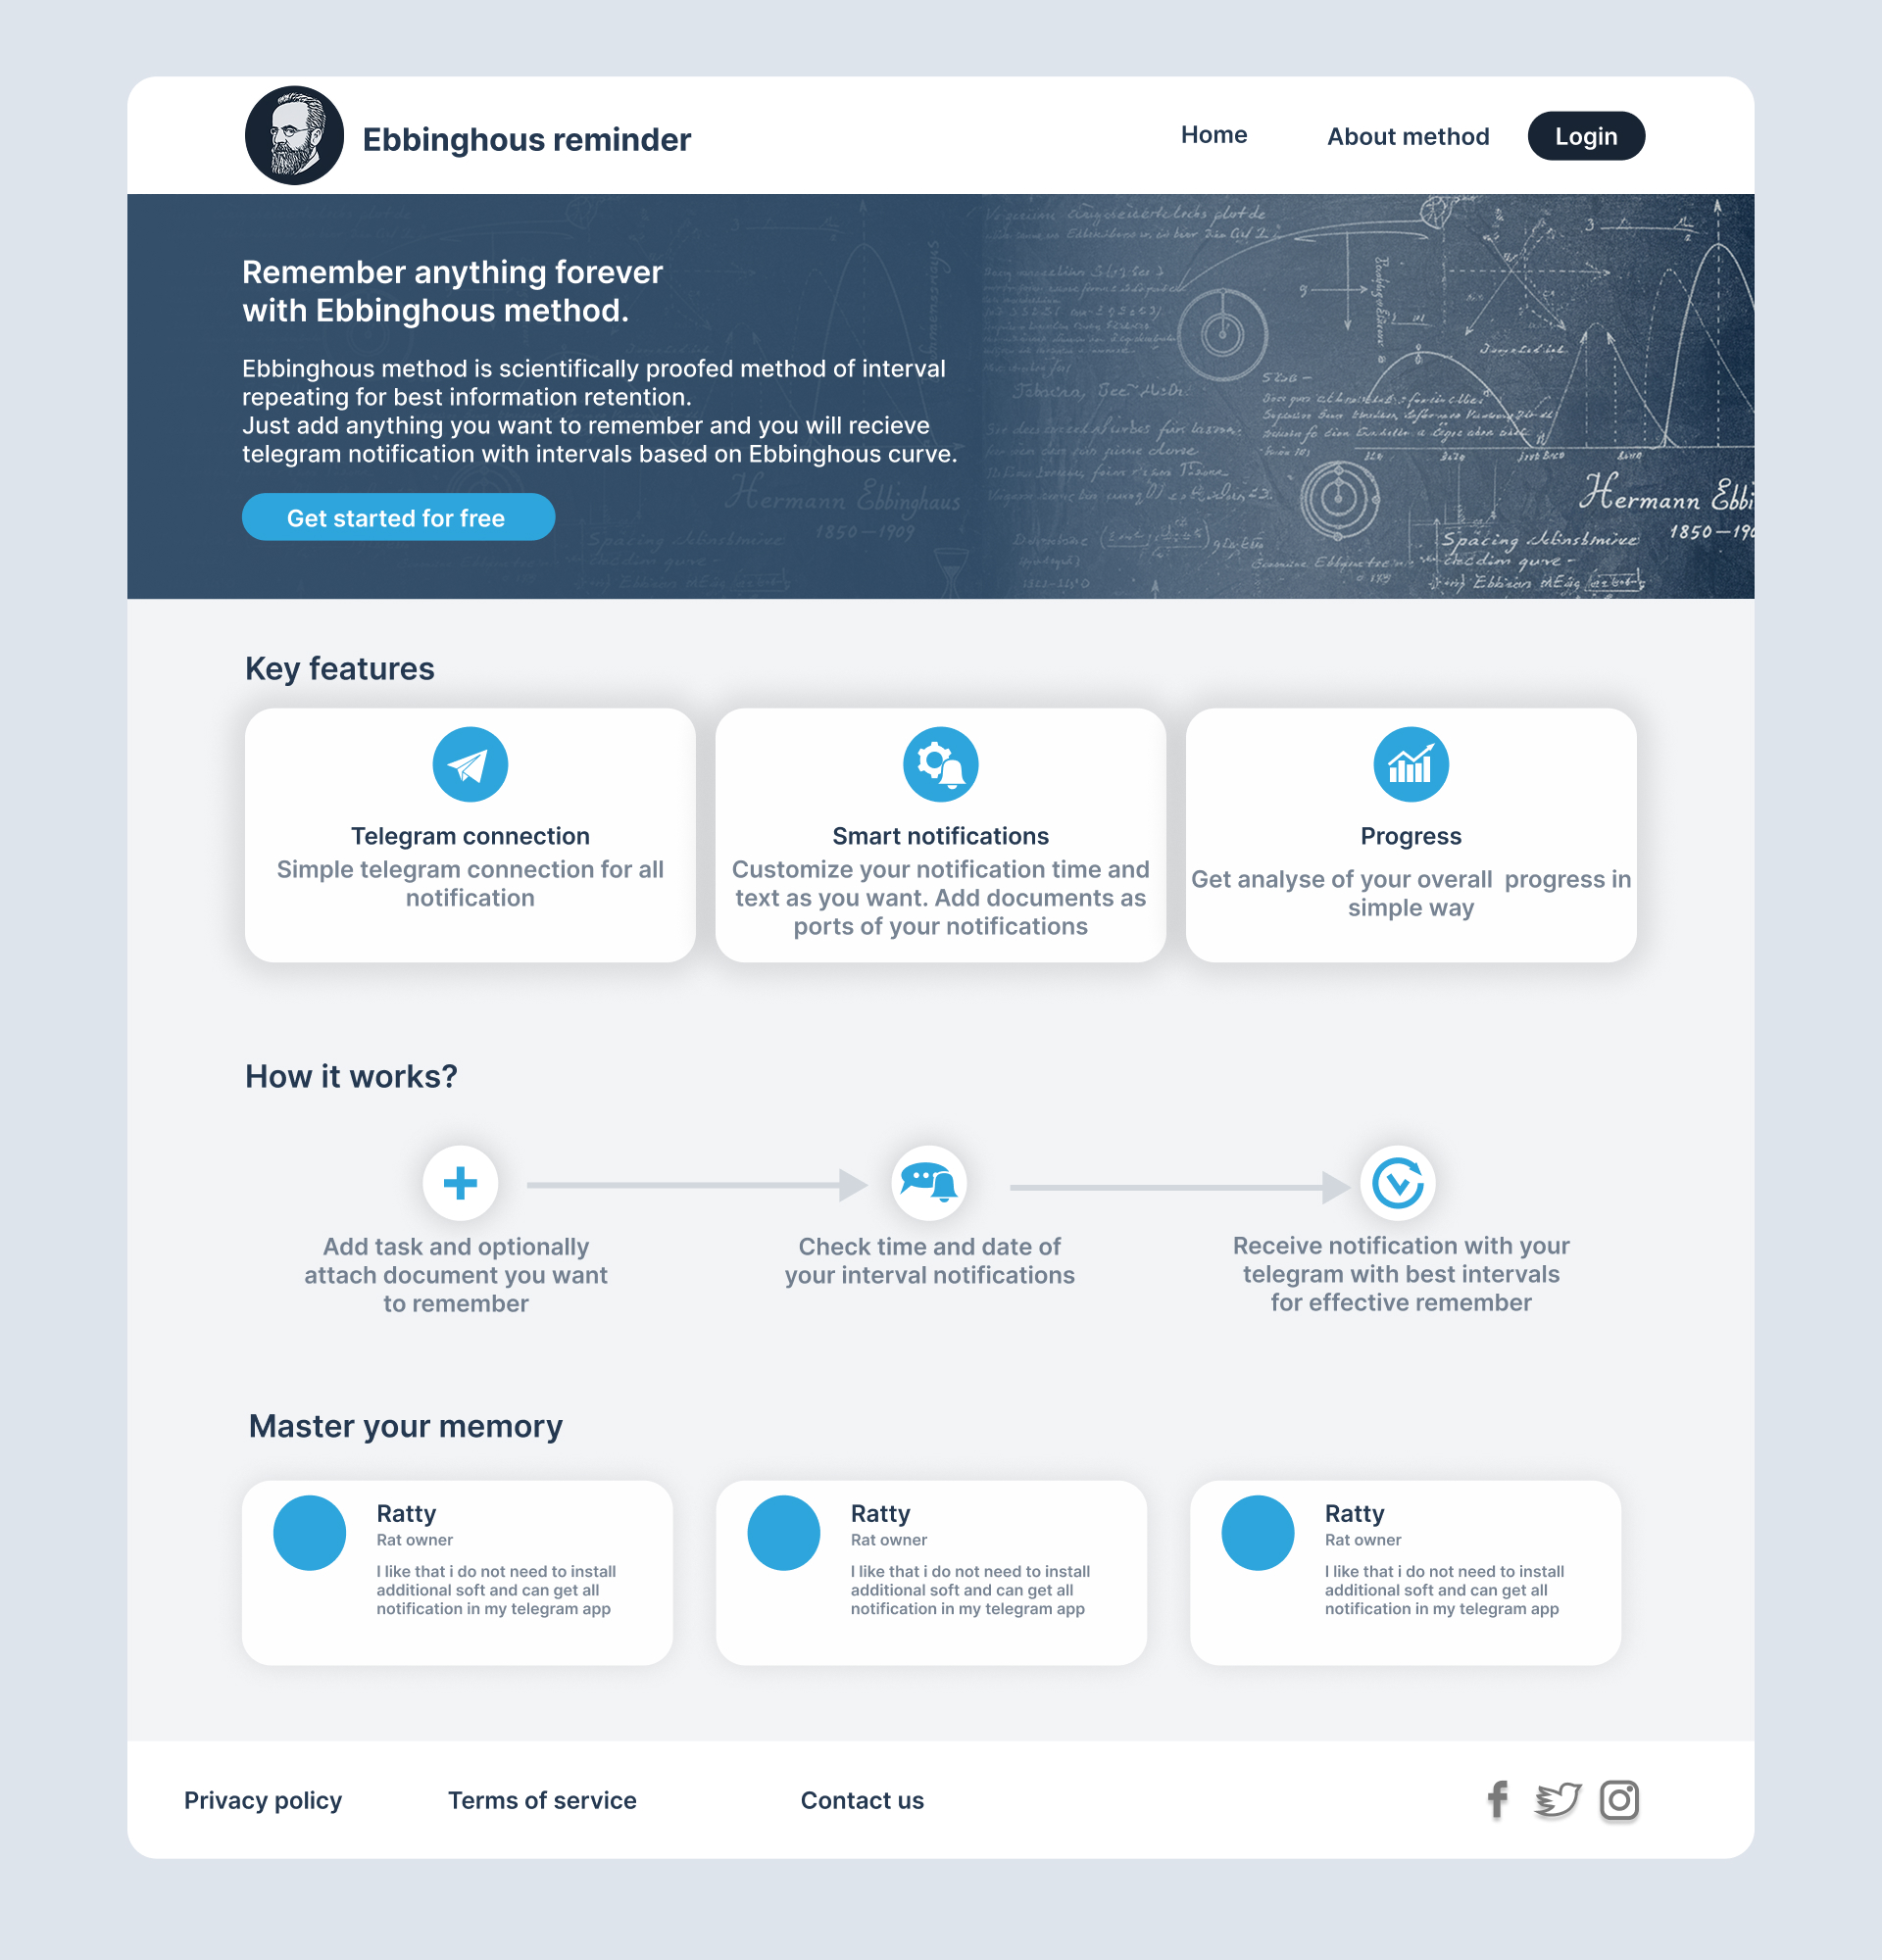 Ebbinghous reminder
Home
About method
Login
Remember anything forever
with Ebbinghous method.
Ebbinghous method is scientifically proofed method of interval
repeating for best information retention.
Just add anything you want to remember and you will recieve
telegram notification with intervals based on Ebbinghous curve.
Get started for free
Hermann Ebbinghaus
1850—1909
Hermann Ebbi
1850—190
Spacing
Key features
Telegram connection
Simple telegram connection for all
notification
Smart notifications
Customize your notification time and
text as you want. Add documents as
ports of your notifications
Progress
Get analyse of your overall  progress in
simple way
How it works?
Add task and optionally
attach document you want
to remember
Check time and date of
your interval notifications
Receive notification with your
telegram with best intervals
for effective remember
Master your memory
Ratty
Rat owner
I like that i do not need to install
additional soft and can get all
notification in my telegram app
Ratty
Rat owner
I like that i do not need to install
additional soft and can get all
notification in my telegram app
Ratty
Rat owner
I like that i do not need to install
additional soft and can get all
notification in my telegram app
Privacy policy
Terms of service
Contact us